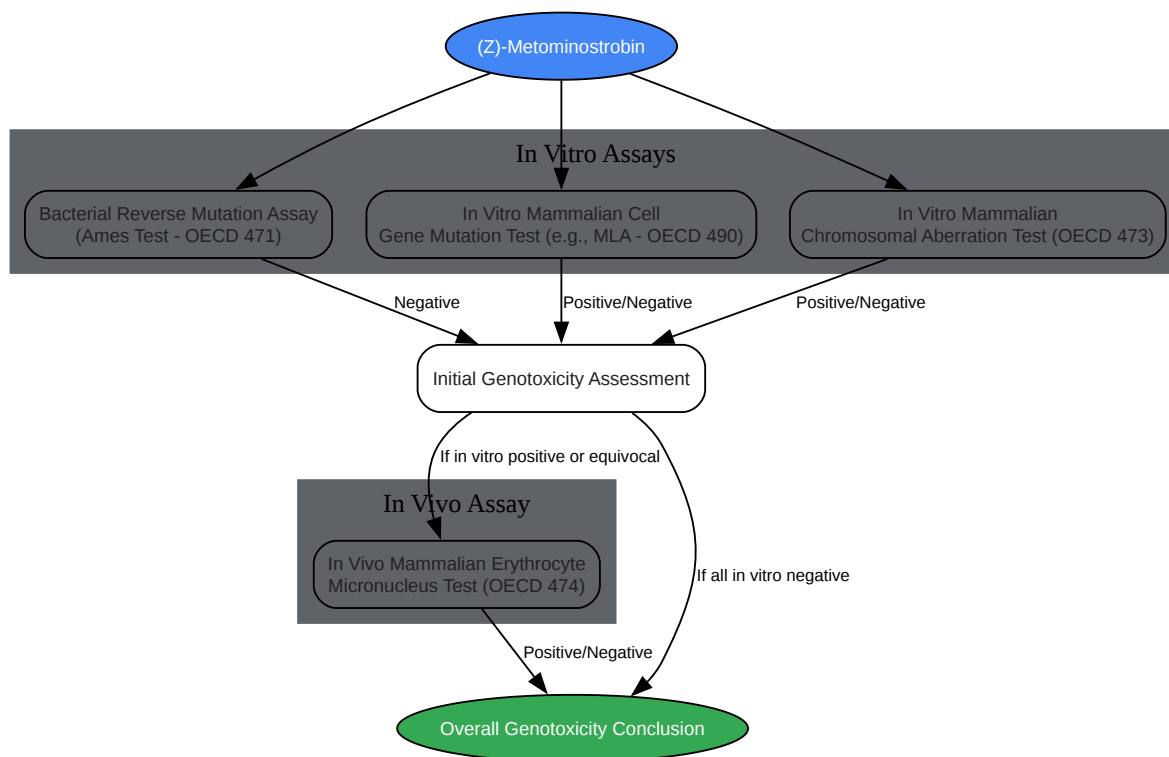 (Z)-Metominostrobin
In Vitro Assays
Bacterial Reverse Mutation Assay
(Ames Test - OECD 471)
In Vitro Mammalian Cell
Gene Mutation Test (e.g., MLA - OECD 490)
In Vitro Mammalian
Chromosomal Aberration Test (OECD 473)
Negative
Positive/Negative
Positive/Negative
Initial Genotoxicity Assessment
If in vitro positive or equivocal
In Vivo Assay
In Vivo Mammalian Erythrocyte
Micronucleus Test (OECD 474)
If all in vitro negative
Positive/Negative
Overall Genotoxicity Conclusion